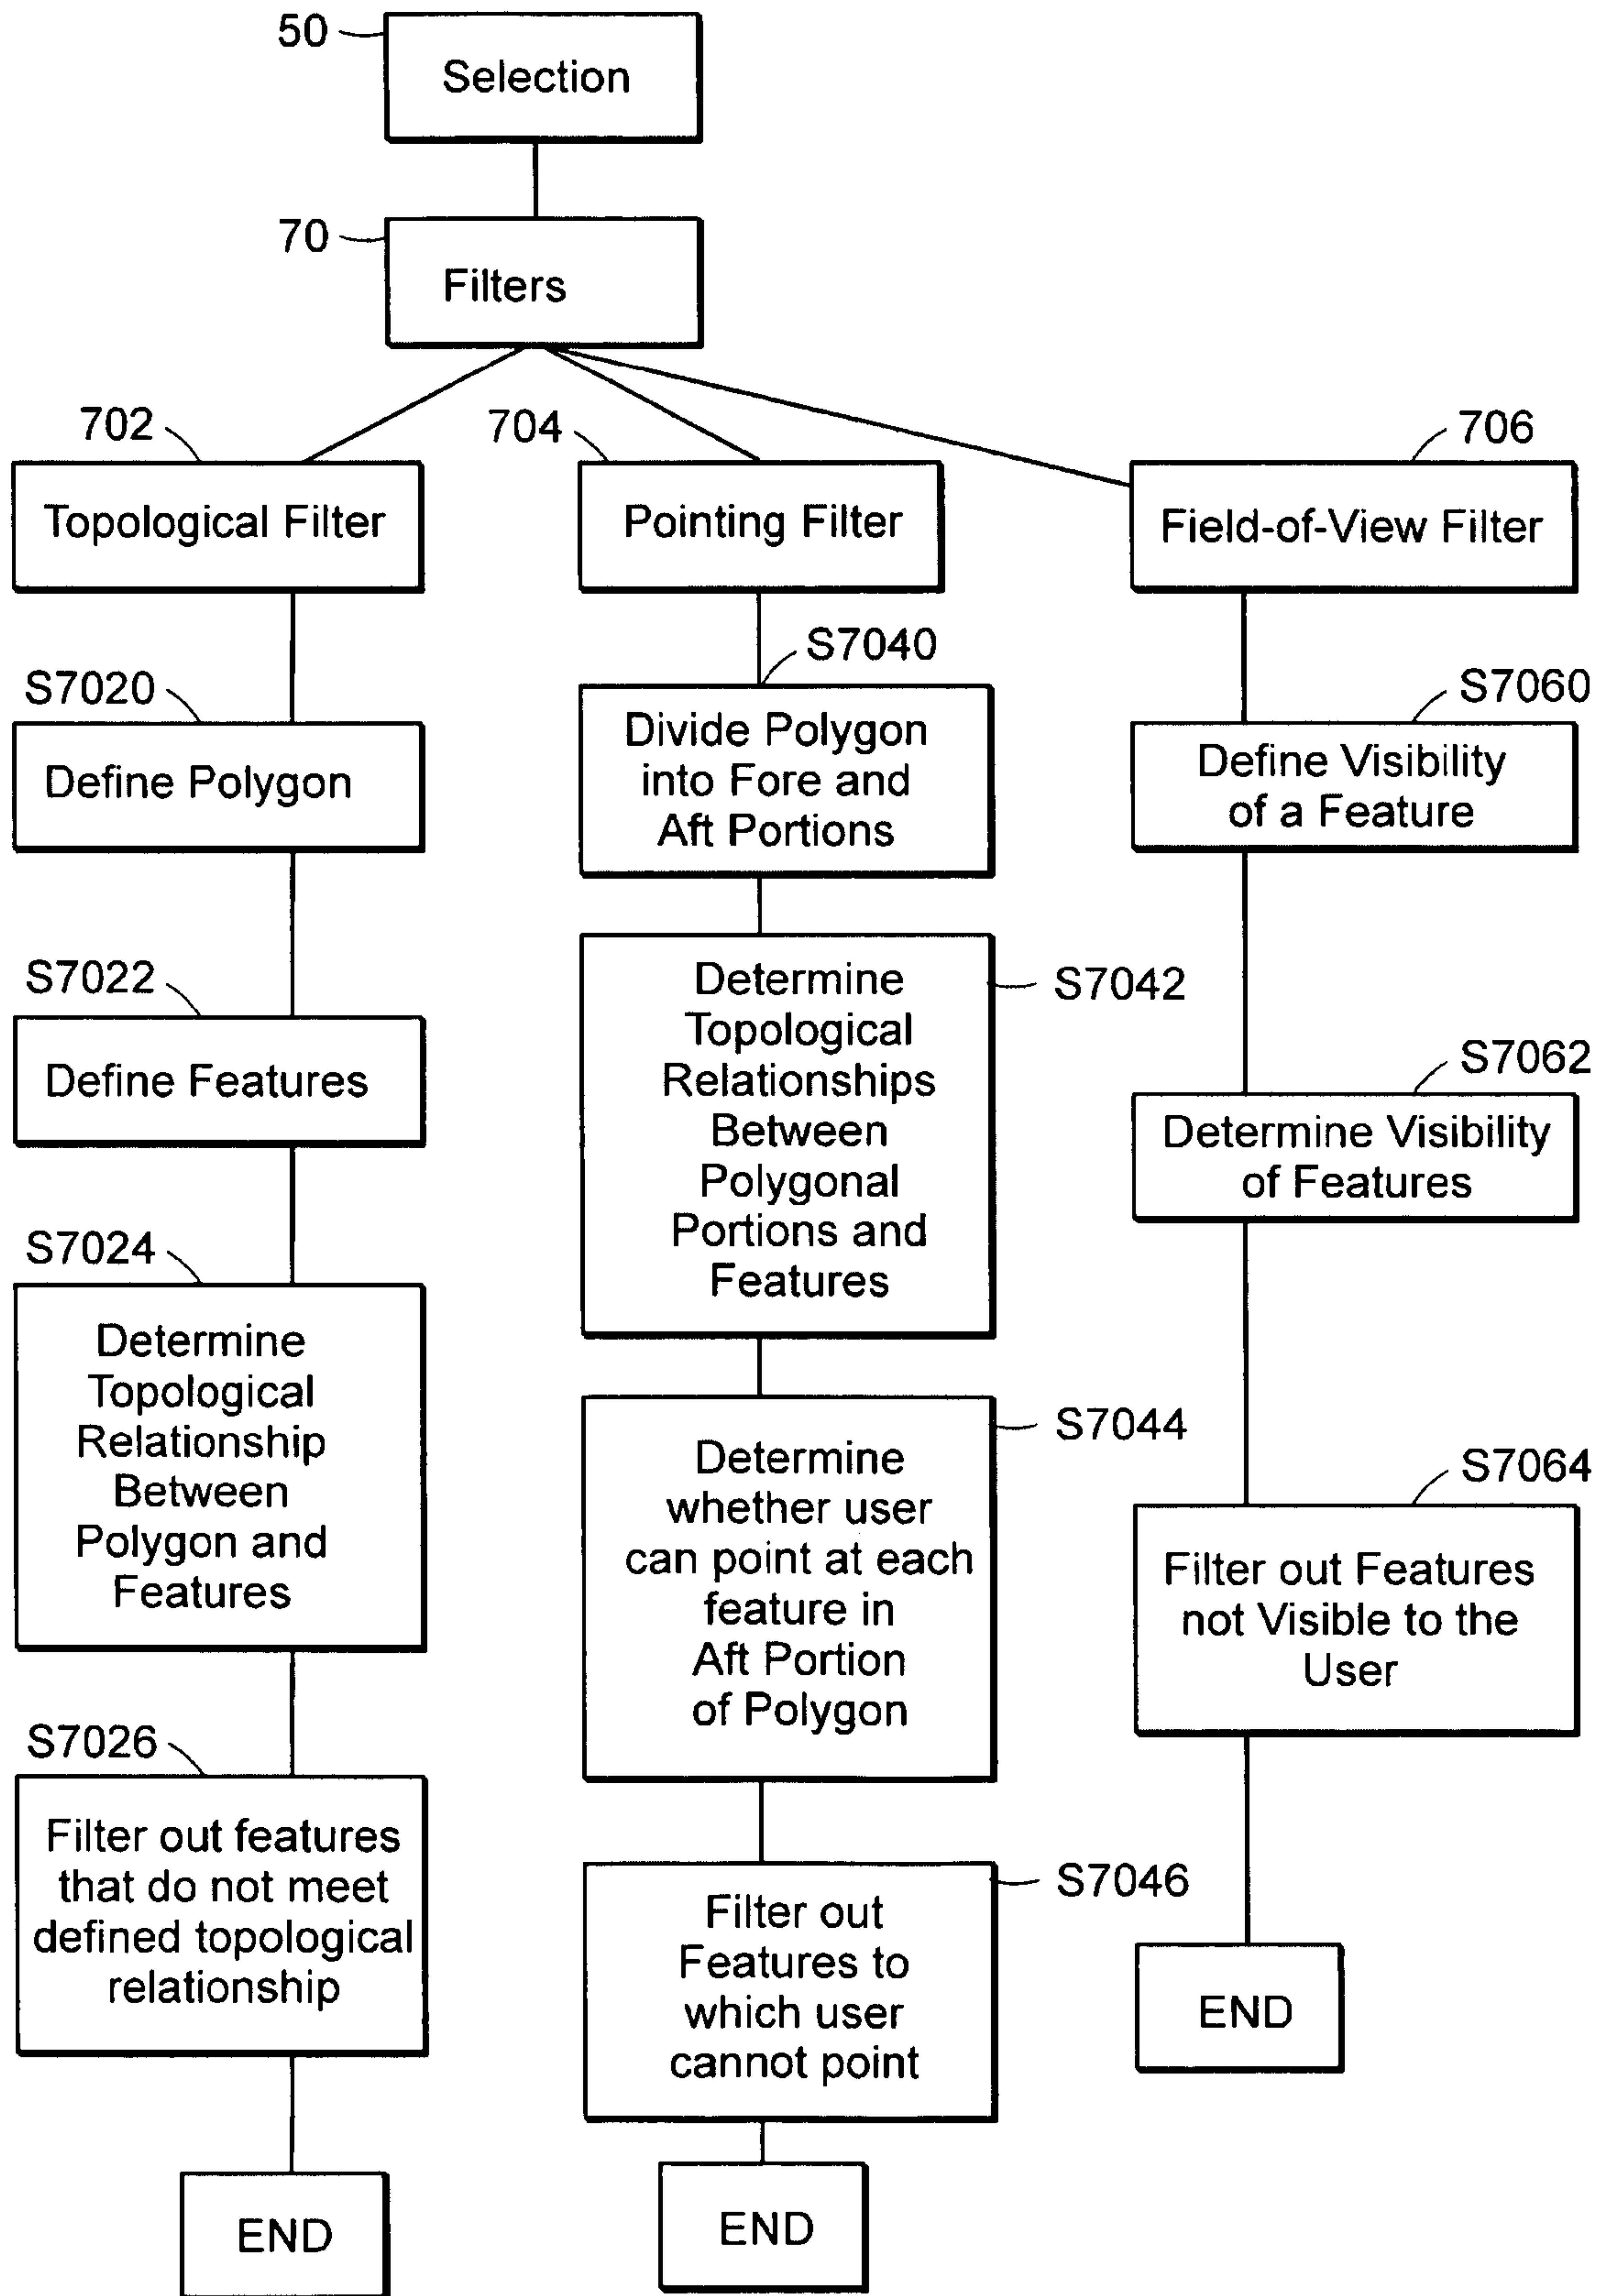 50
Selection
70
Filters
702
Topological Filter
S7020
Define Polygon
S7022
Define Features
S7024
Determine
Topological
Relationship
Between
Polygon and
Features
S7026
Filter out features
that do not meet
defined topological
relationship
END
704
Pointing Filter
S7040
Divide Polygon
into Fore and
Aft Portions
S7042
Determine
Topological
Relationships
Between
Polygonal
Portions and
Features
S7044
Determine
whether user
can point at each
feature in
Aft Portion
of Polygon
S7046
Filter out
Features to
which user
cannot point
END
706
Field-of-View Filter
S7060
Define Visibility
of a Feature
S7062
Determine Visibility
of Features
S7064
Filter out Features
not Visible to the
User
END